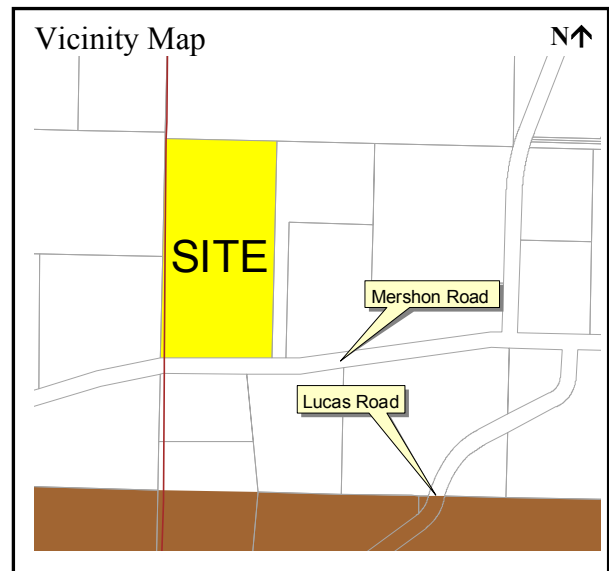 Vicinity Map
N↑
SITE
Mershon Road
Lucas Road